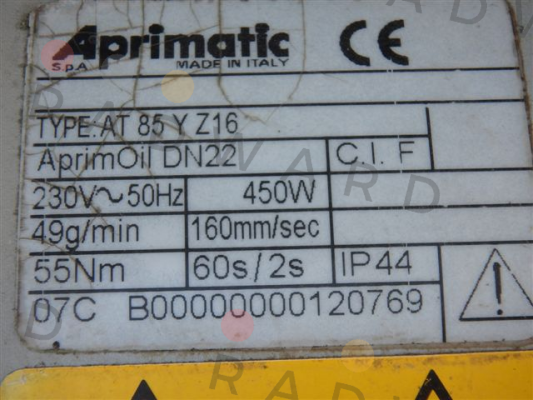 Aprimatic CE
S.p.A. MADE IN ITALY
TYPE: AT 85 Y Z16
AprimOil DN22 C.I. F
230V~50Hz 450W
49g/min 160mm/sec
55Nm 60s/2s IP44
07C B00000000120769